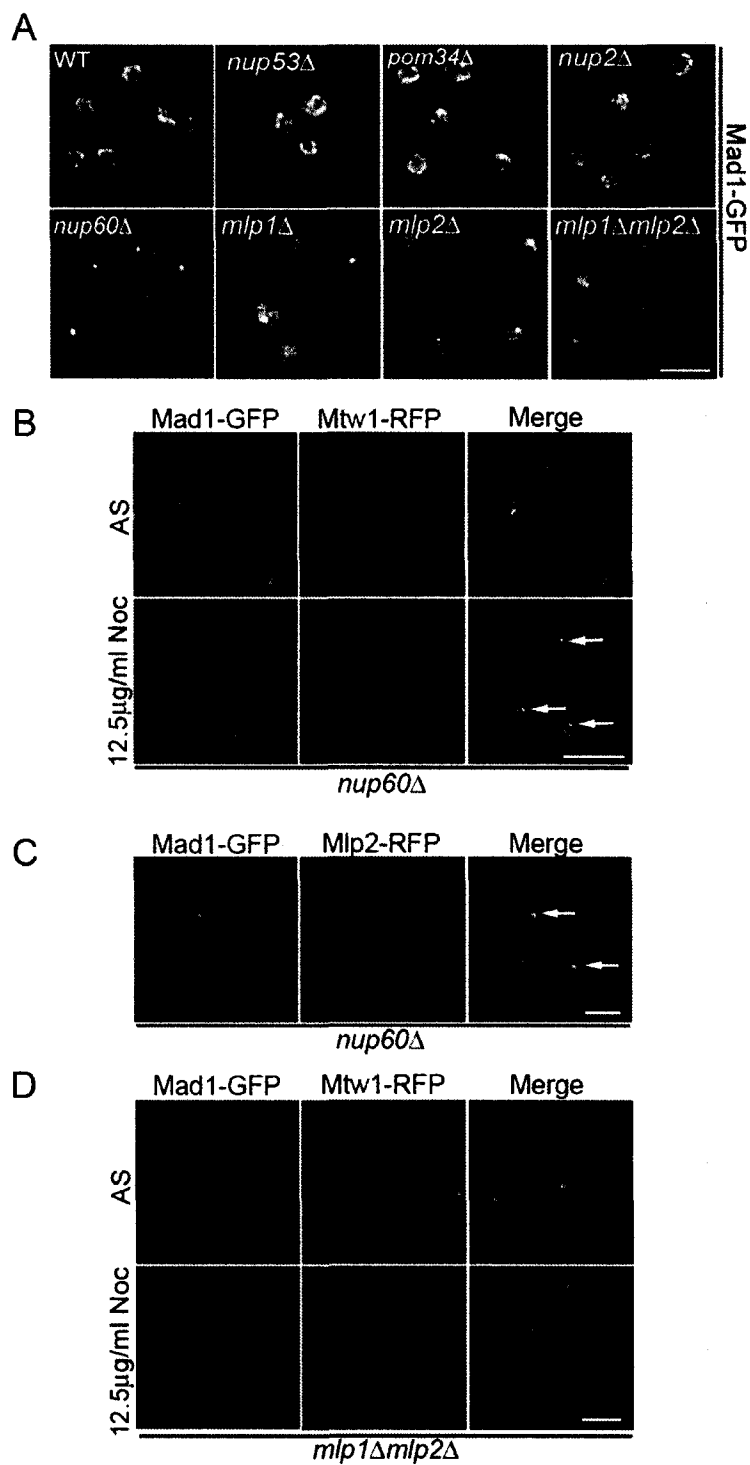 A
WT
nup53Δ
pom34Δ
nup2Δ
nup60Δ
mlp1Δ
mlp2Δ
mlp1Δmlp2Δ
Mad1-GFP
B
Mad1-GFP Mtw1-RFP Merge
AS
12.5µg/ml Noc
nup60Δ
C
Mad1-GFP Mlp2-RFP Merge
nup60Δ
D
Mad1-GFP Mtw1-RFP Merge
AS
12.5µg/ml Noc
mlp1Δmlp2Δ